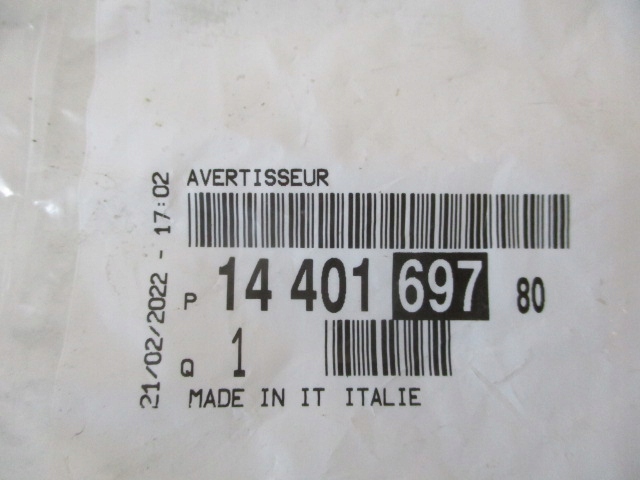 AVERTISSEUR
P 14 401 697 80
Q 1
MADE IN IT ITALIE
21/02/2022 - 17:02